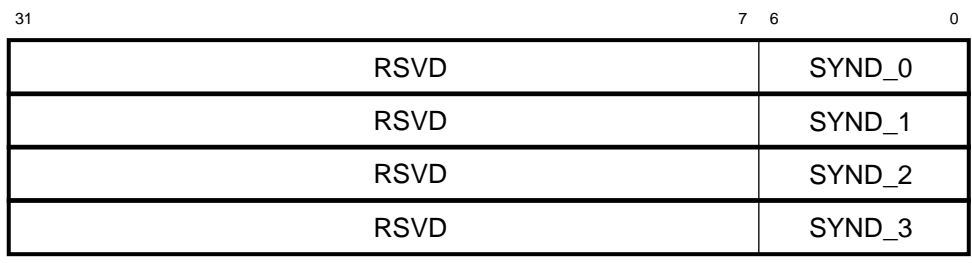 31 7 6 0
RSVD SYND_0
RSVD SYND_1
RSVD SYND_2
RSVD SYND_3